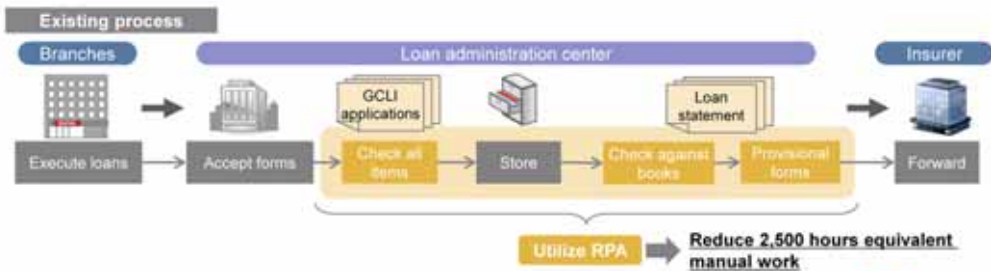 Existing process
Branches
Loan administration center
Insurer
GCLI
applications
Loan
statement
Execute loans
Accept forms
Check all
items
Store
Check against
books
Provisional
forms
Forward
Utilize RPA
Reduce 2,500 hours equivalent
manual work